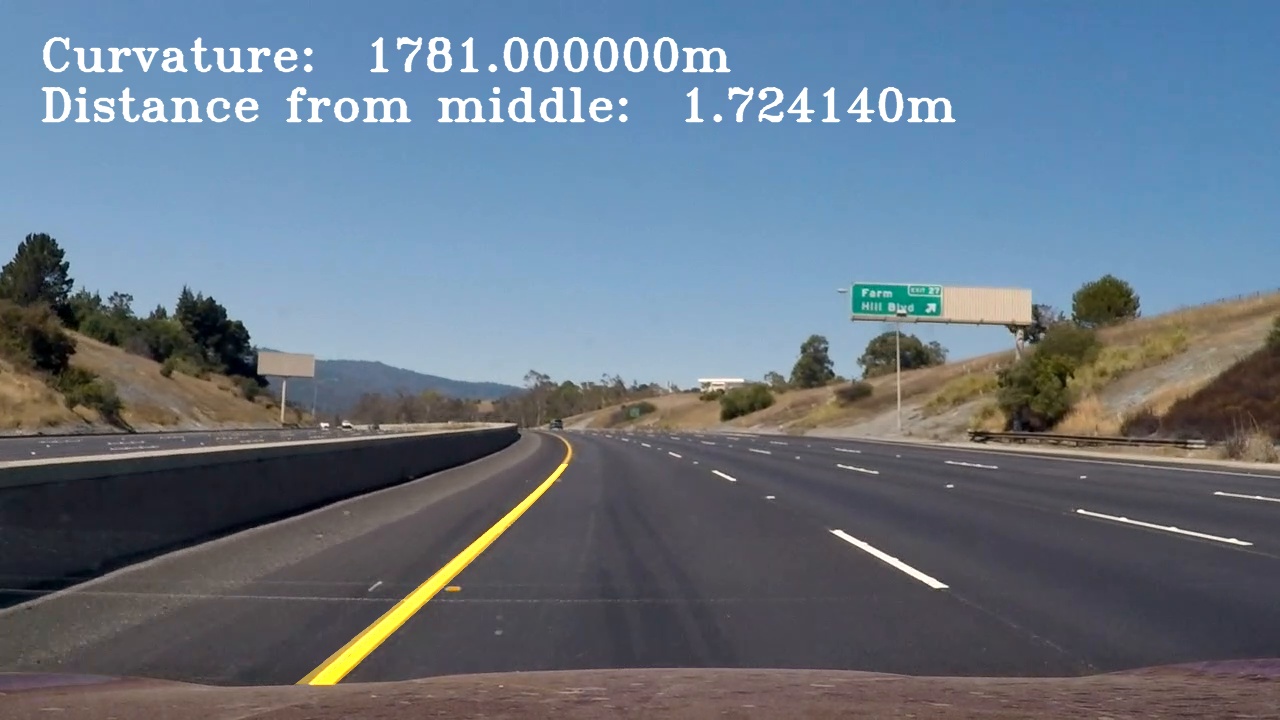 Curvature: 1781.000000m
Distance from middle: 1.724140m
EXIT 27
Farm
Hill Blvd